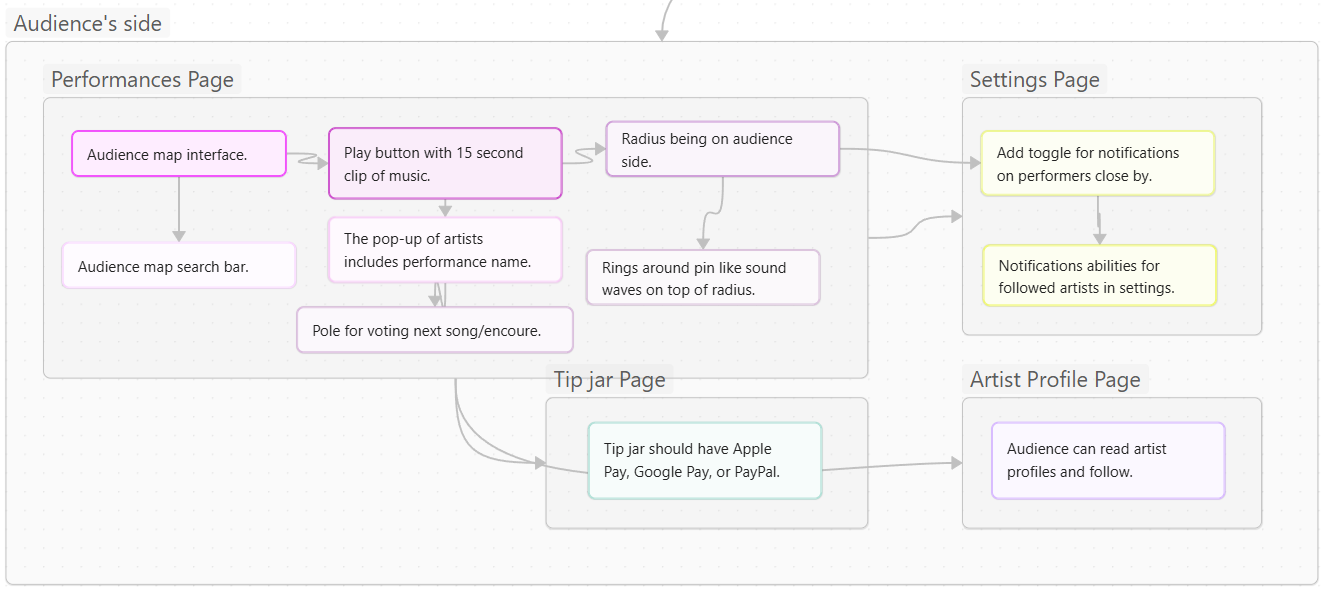 Audience's side
Performances Page
Audience map interface.
Play button with 15 second
clip of music.
Radius being on audience
side.
Audience map search bar.
The pop-up of artists
includes performance name.
Rings around pin like sound
waves on top of radius.
Pole for voting next song/encoure.
Settings Page
Add toggle for notifications
on performers close by.
Notifications abilities for
followed artists in settings.
Tip jar Page
Tip jar should have Apple
Pay, Google Pay, or PayPal.
Artist Profile Page
Audience can read artist
profiles and follow.